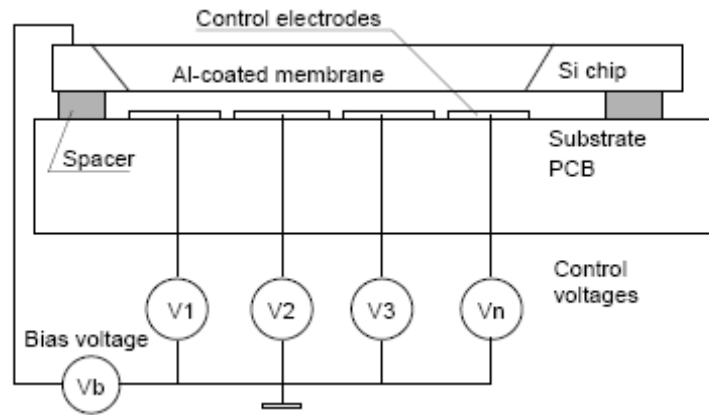 Control electrodes
Al-coated membrane
Si chip
Spacer
Substrate
PCB
V1
V2
V3
Vn
Control
voltages
Bias voltage
Vb